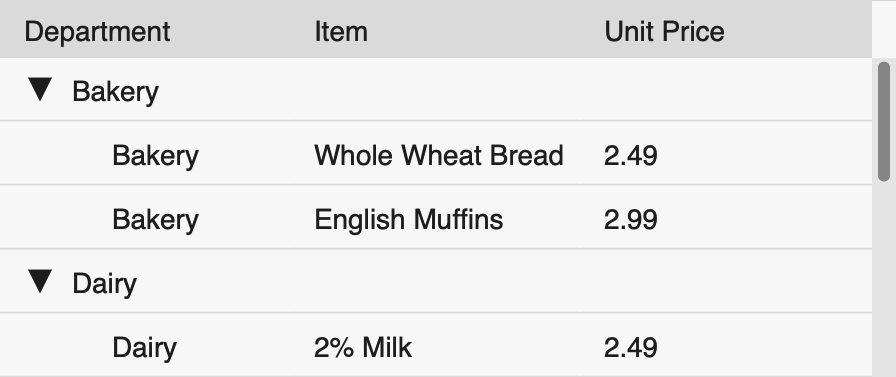 Department Item Unit Price
▼ Bakery
Bakery Whole Wheat Bread 2.49
Bakery English Muffins 2.99
▼ Dairy
Dairy 2% Milk 2.49